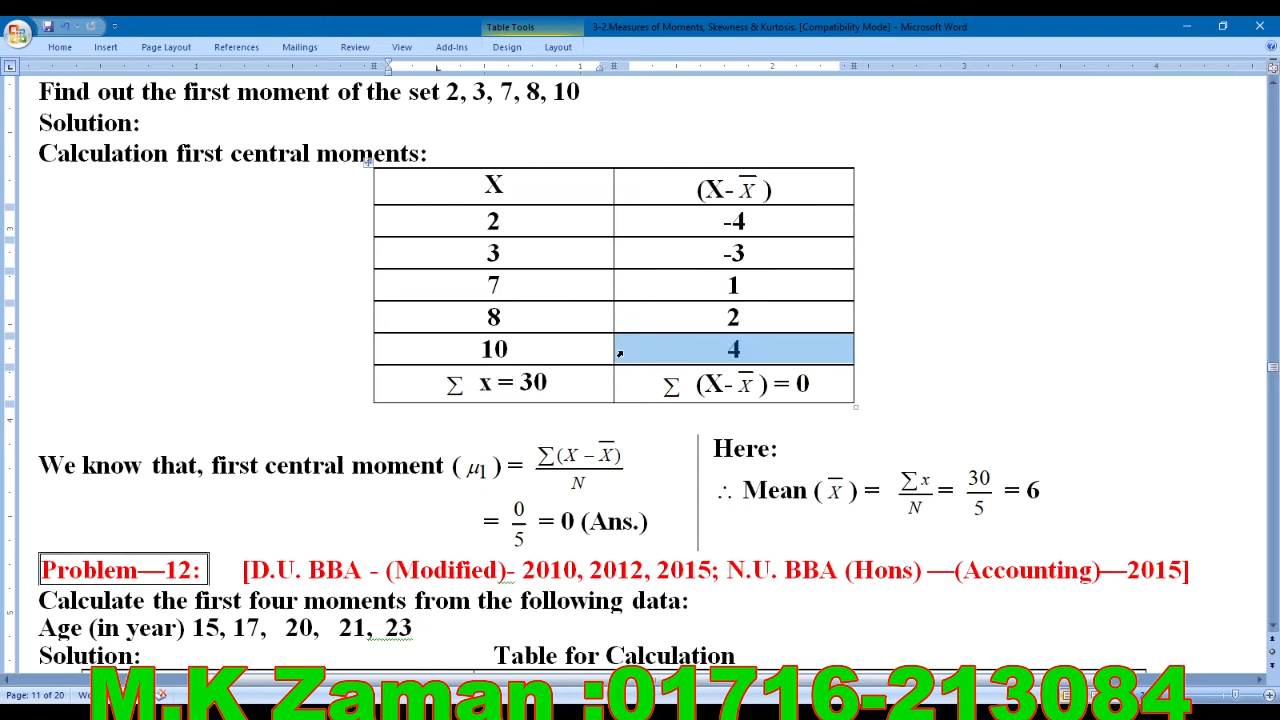 Table Tools
3-2.Measures of Moments, Skewness & Kurtosis. [Compatibility Mode] - Microsoft Word
Home Insert Page Layout References Mailings Review View Add-Ins Design Layout
1 1 2 3 4
Find out the first moment of the set 2, 3, 7, 8, 10
Solution:
Calculation first central moments:
X (X- X̅ )
2 -4
3 -3
7 1
8 2
10 4
∑ x = 30 ∑ (X- X̅ ) = 0
We know that, first central moment ( μ1 ) = ∑(X − X̅) / N
= 0/5 = 0 (Ans.)
Here:
∴ Mean ( X̅ ) = ∑x / N = 30/5 = 6
Problem—12: [D.U. BBA - (Modified)- 2010, 2012, 2015; N.U. BBA (Hons) —(Accounting)—2015]
Calculate the first four moments from the following data:
Age (in year) 15, 17, 20, 21, 23
Solution: Table for Calculation
M.K Zaman :01716-213084
Page: 11 of 20